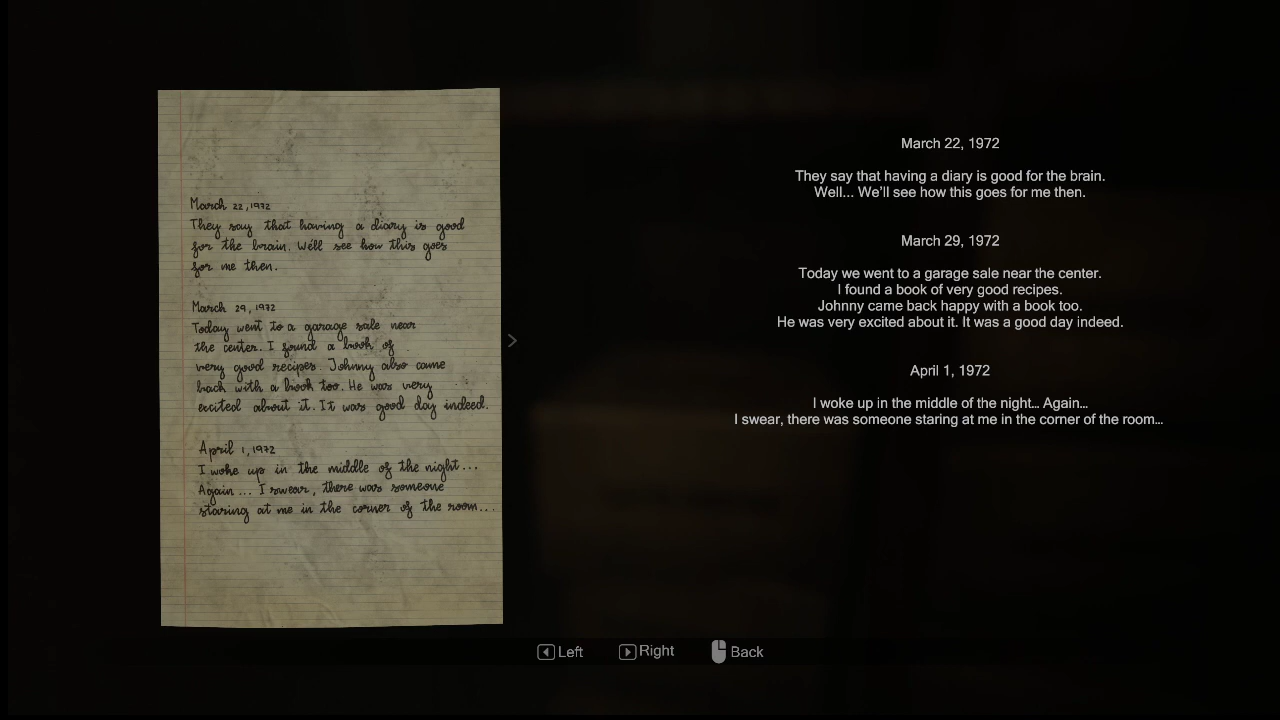 March 22, 1972
They say that having a diary is good
for the brain. We'll see how this goes
for me then.
March 29, 1972
Today went to a garage sale near
the center. I found a book of
very good recipes. Johnny also came
back with a book too. He was very
excited about it. It was good day indeed.
April 1, 1972
I woke up in the middle of the night...
Again... I swear, there was someone
staring at me in the corner of the room...
March 22, 1972
They say that having a diary is good for the brain.
Well... We'll see how this goes for me then.
March 29, 1972
Today we went to a garage sale near the center.
I found a book of very good recipes.
Johnny came back happy with a book too.
He was very excited about it. It was a good day indeed.
April 1, 1972
I woke up in the middle of the night... Again...
I swear, there was someone staring at me in the corner of the room...
Left Right Back